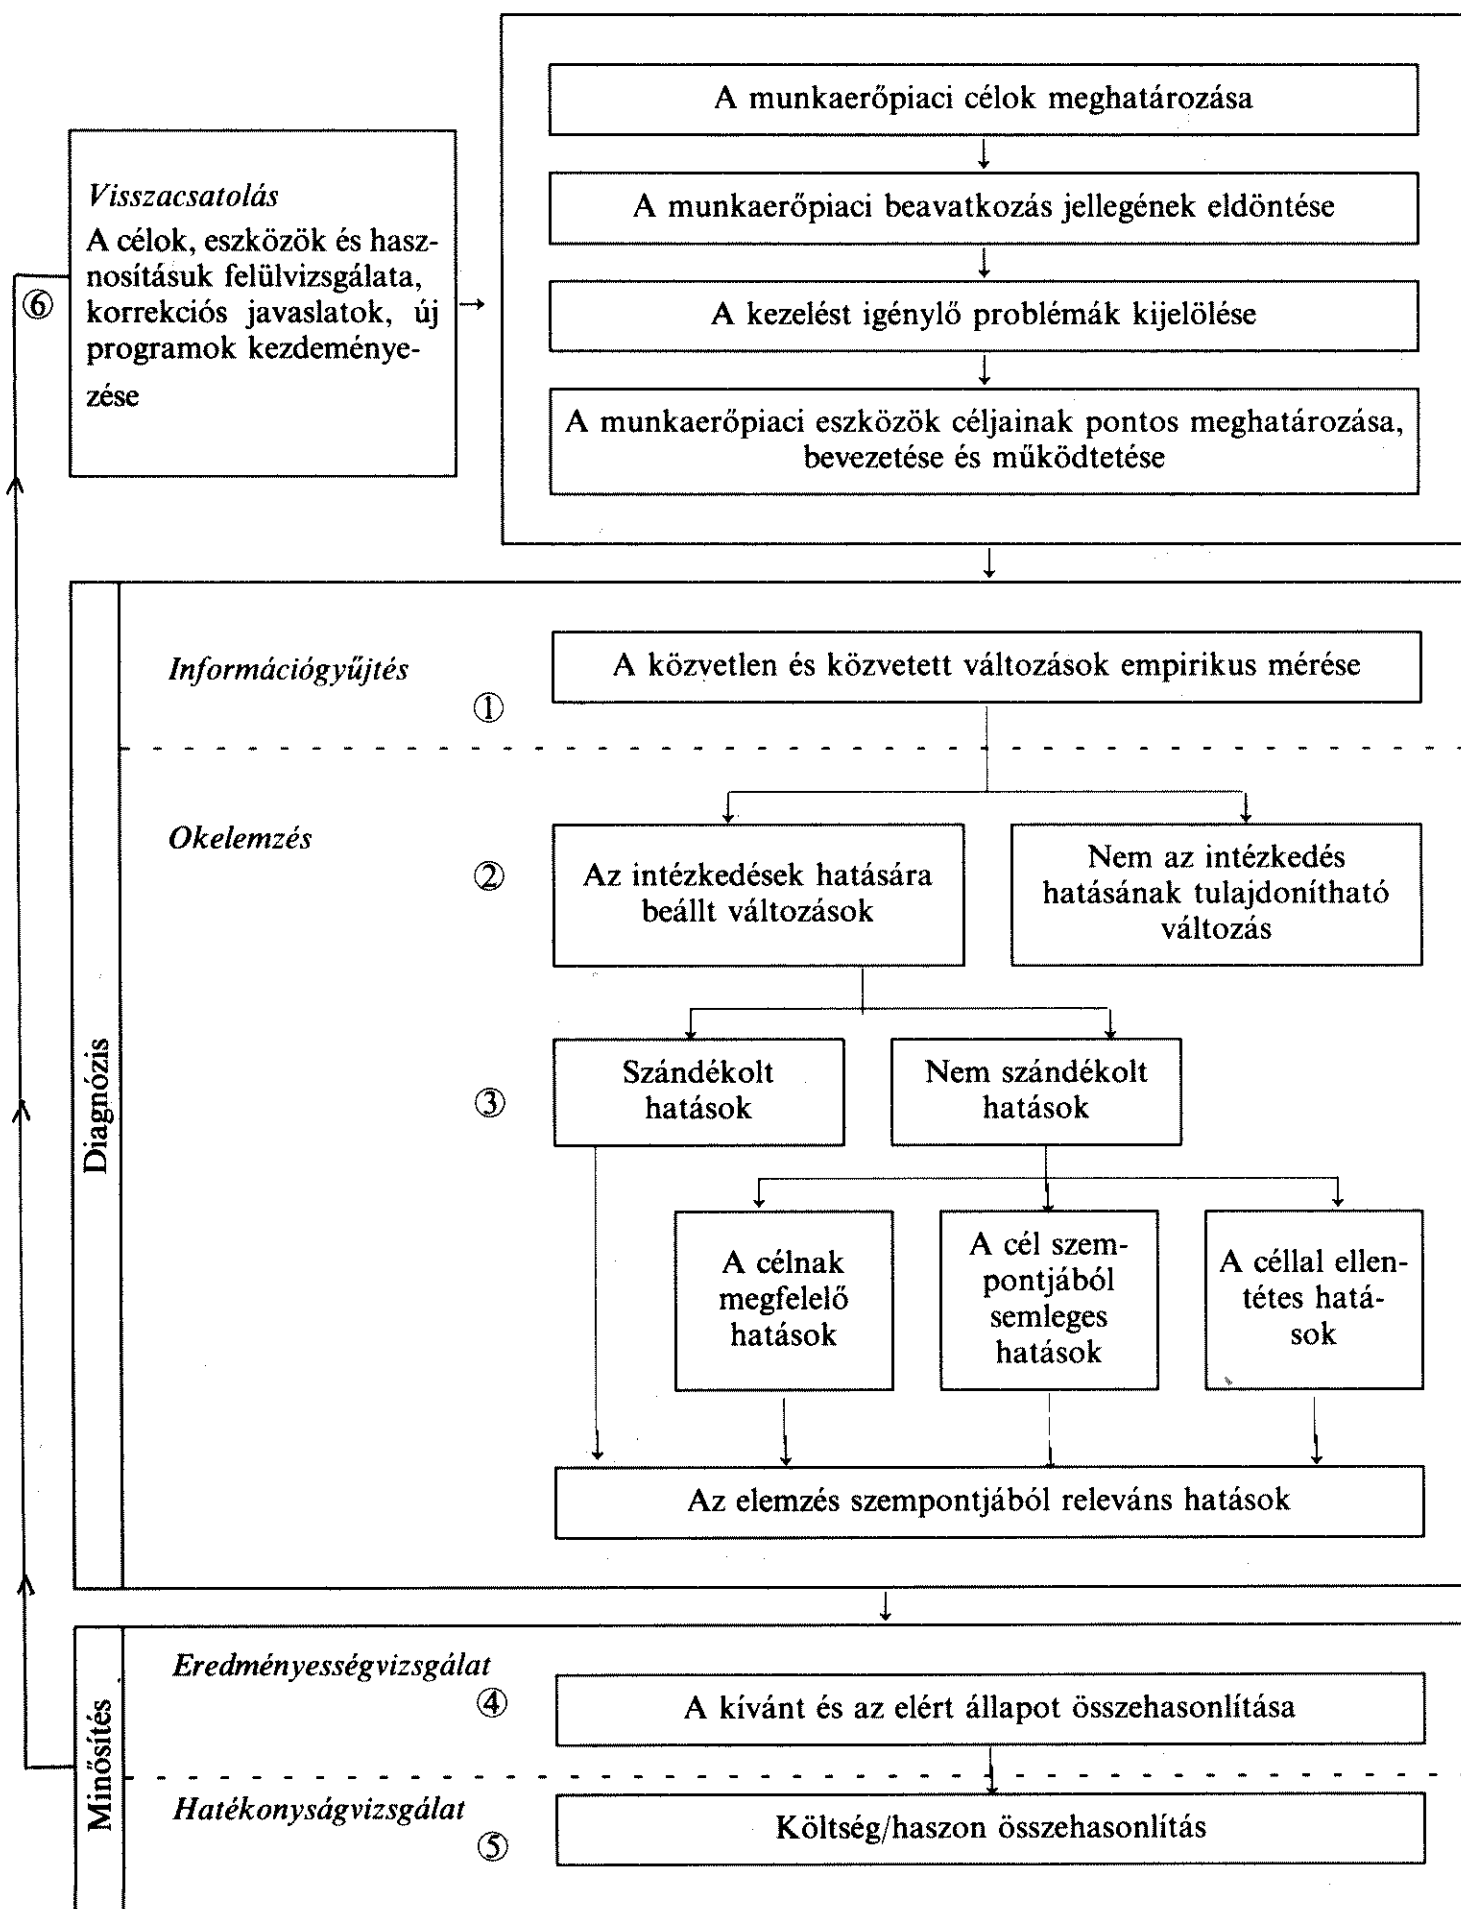 A munkaerőpiaci célok meghatározása
A munkaerőpiaci beavatkozás jellegének eldöntése
A kezelést igénylő problémák kijelölése
A munkaerőpiaci eszközök céljainak pontos meghatározása,
bevezetése és működtetése
Visszacsatolás
A célok, eszközök és hasz-
nosításuk felülvizsgálata,
korrekciós javaslatok, új
programok kezdeménye-
zése
⑥
Diagnózis
Információgyűjtés
①
A közvetlen és közvetett változások empirikus mérése
Okelemzés
②
Az intézkedések hatására
beállt változások
Nem az intézkedés
hatásának tulajdonítható
változás
③
Szándékolt
hatások
Nem szándékolt
hatások
A célnak
megfelelő
hatások
A cél szem-
pontjából
semleges
hatások
A céllal ellen-
tétes hatá-
sok
Az elemzés szempontjából releváns hatások
Minősítés
Eredményességvizsgálat
④
A kívánt és az elért állapot összehasonlítása
Hatékonyságvizsgálat
⑤
Költség/haszon összehasonlítás